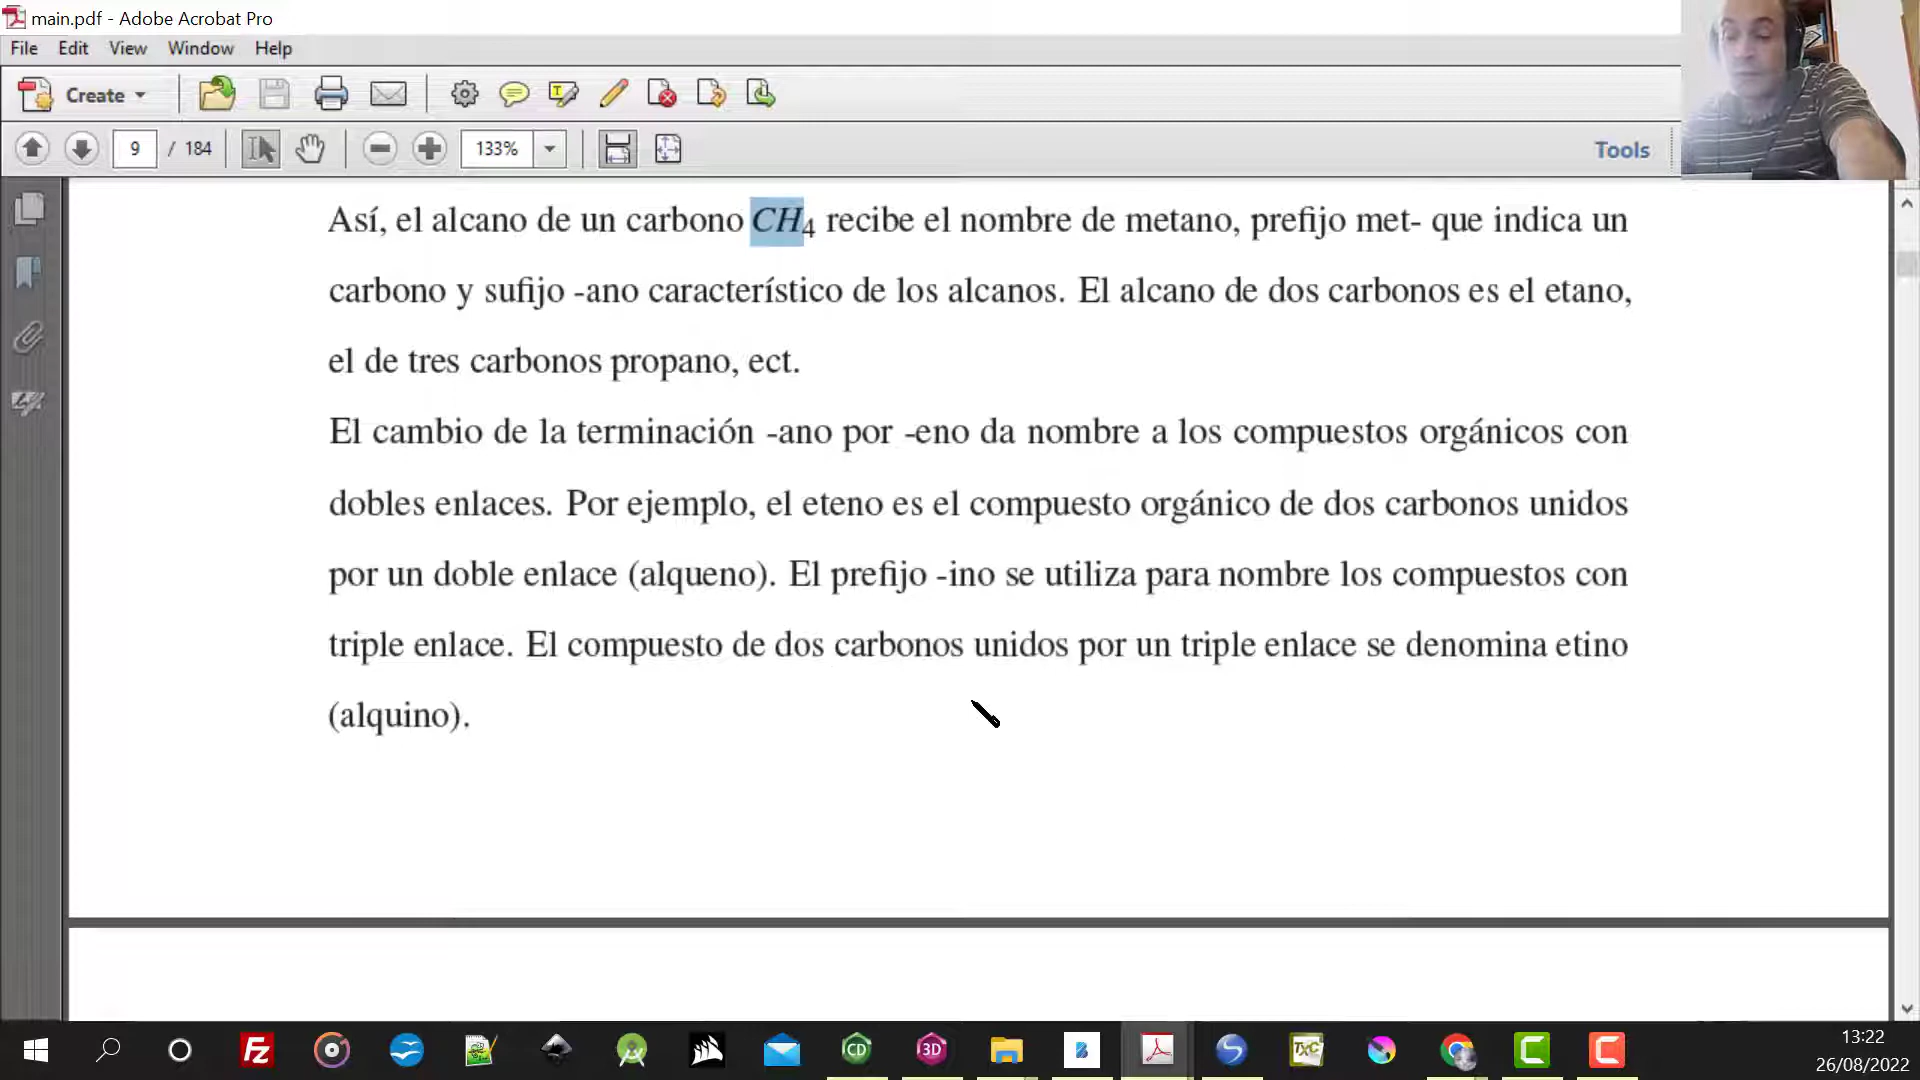 main.pdf - Adobe Acrobat Pro
File Edit View Window Help
Create
9 / 184 133% Tools
Así, el alcano de un carbono CH4 recibe el nombre de metano, prefijo met- que indica un
carbono y sufijo -ano característico de los alcanos. El alcano de dos carbonos es el etano,
el de tres carbonos propano, ect.
El cambio de la terminación -ano por -eno da nombre a los compuestos orgánicos con
dobles enlaces. Por ejemplo, el eteno es el compuesto orgánico de dos carbonos unidos
por un doble enlace (alqueno). El prefijo -ino se utiliza para nombre los compuestos con
triple enlace. El compuesto de dos carbonos unidos por un triple enlace se denomina etino
(alquino).
Fz CD 3D B TXC C C
13:22
26/08/2022